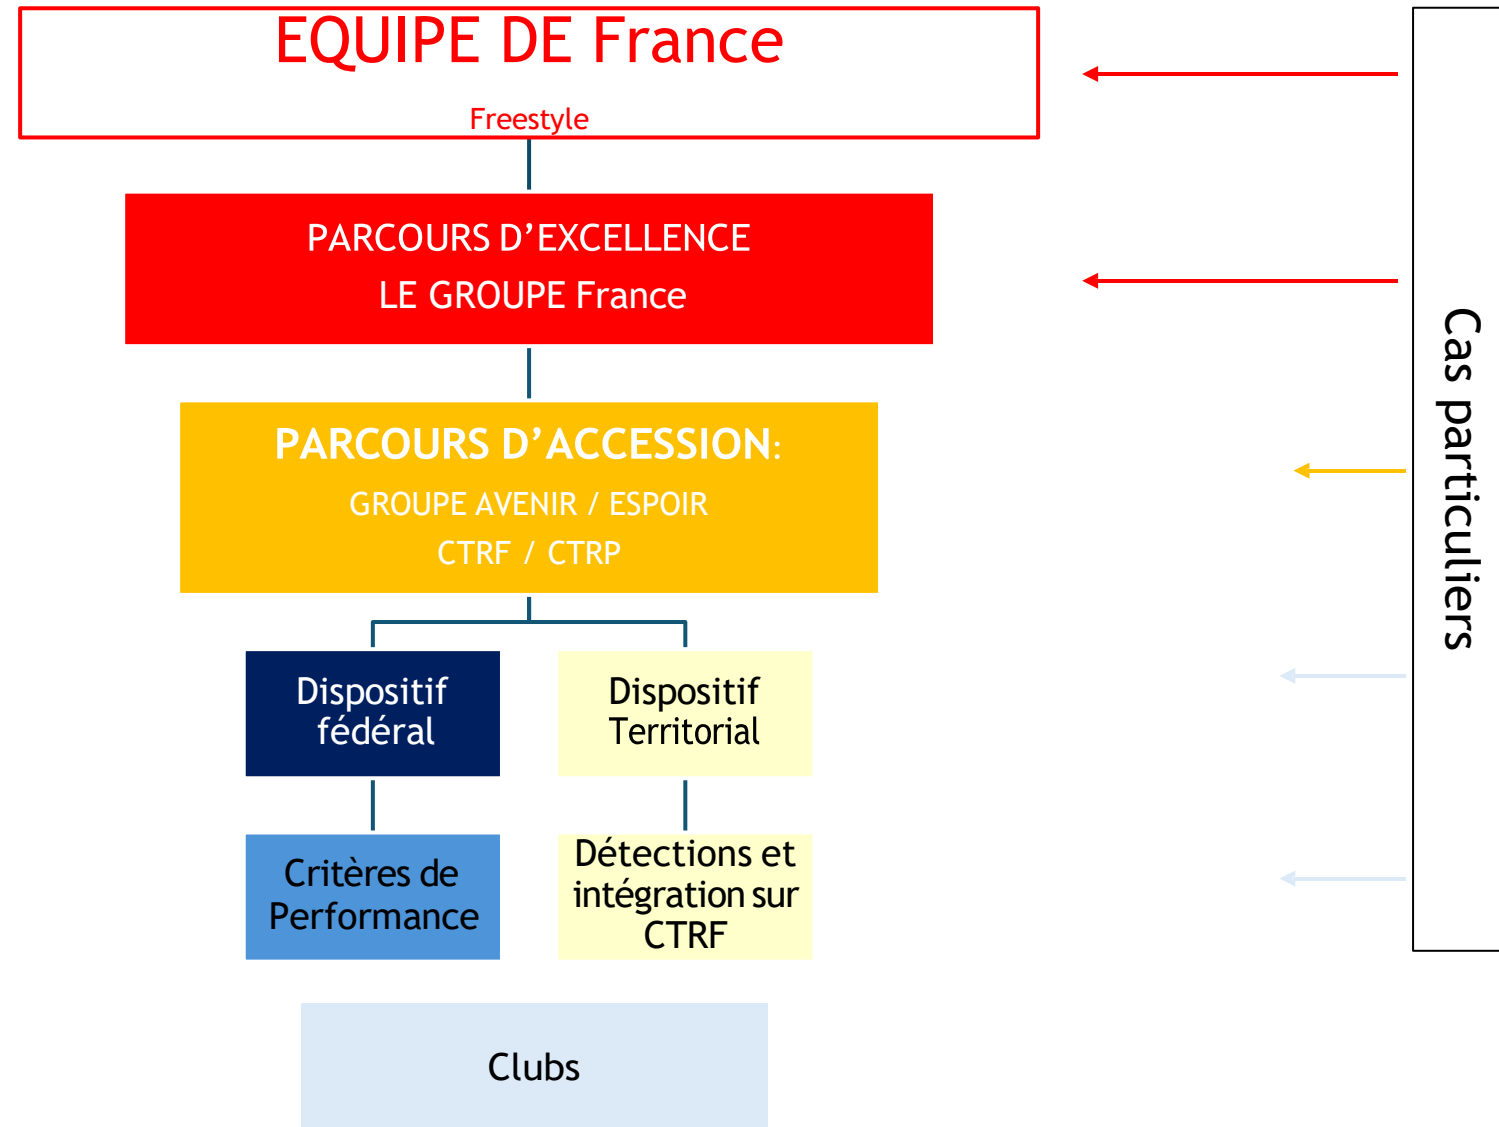 EQUIPE DE France
Freestyle
PARCOURS D’EXCELLENCE
LE GROUPE France
PARCOURS D’ACCESSION:
GROUPE AVENIR / ESPOIR
CTRF / CTRP
Dispositif
fédéral
Dispositif
Territorial
Critères de
Performance
Détections et
intégration sur
CTRF
Clubs
Cas particuliers